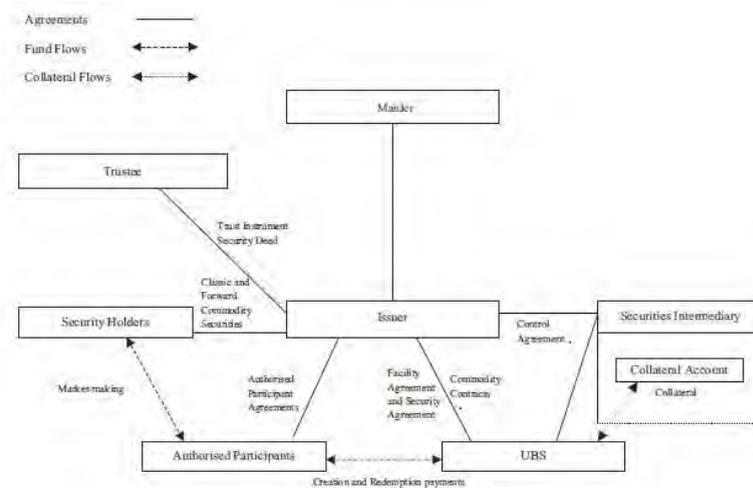 Agreements
Fund Flows
Collateral Flows
Master
Trustee
Trust Instrument
Security Deed
Classic and
Forward
Commodity
Securities
Security Holders
Issuer
Control
Agreement
Securities Intermediary
Collateral Account
Collateral
Market-making
Authorised
Participant
Agreements
Facility
Agreement
and Security
Agreement
Commodity
Contracts
Authorised Participants
UBS
Creation and Redemption payments